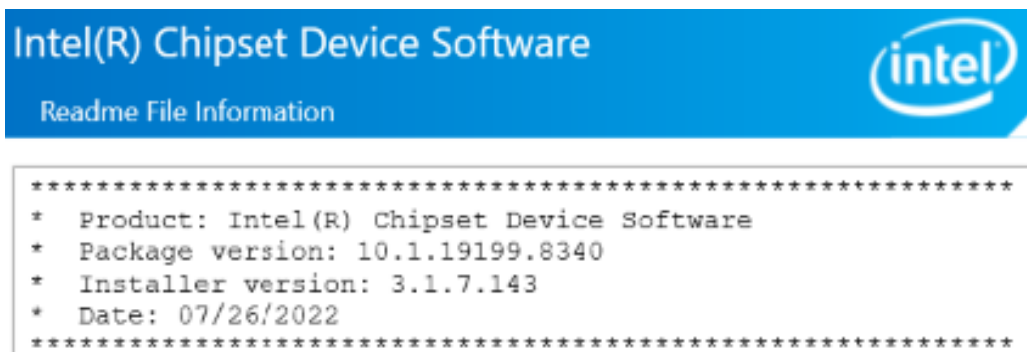 Intel(R) Chipset Device Software
intel
Readme File Information
************************************************************
*  Product: Intel(R) Chipset Device Software
*  Package version: 10.1.19199.8340
*  Installer version: 3.1.7.143
*  Date: 07/26/2022
************************************************************